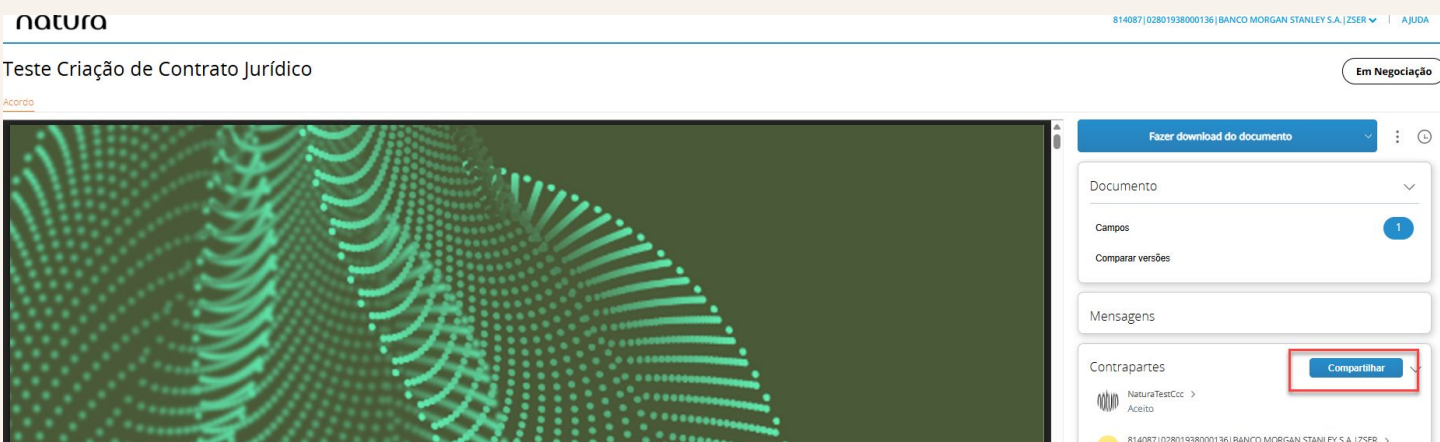 natura
814087|02801938000136|BANCO MORGAN STANLEY S.A.|ZSER | AJUDA
Teste Criação de Contrato Jurídico
Em Negociação
Acordo
Fazer download do documento
Documento
Campos 1
Comparar versões
Mensagens
Contrapartes Compartilhar
natura NaturaTestCcc >
Aceito
814087|02801938000136|BANCO MORGAN STANLEY S.A.|ZSER >